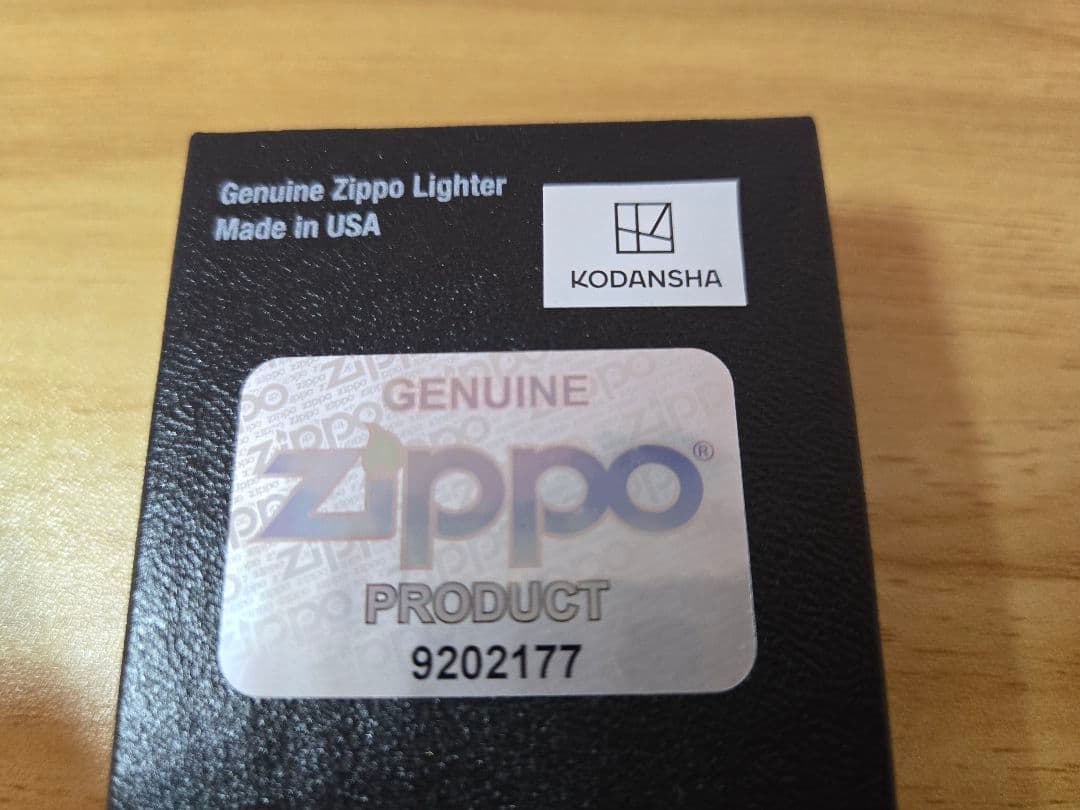 Genuine Zippo Lighter
Made in USA
KODANSHA
GENUINE
Zippo®
PRODUCT
9202177